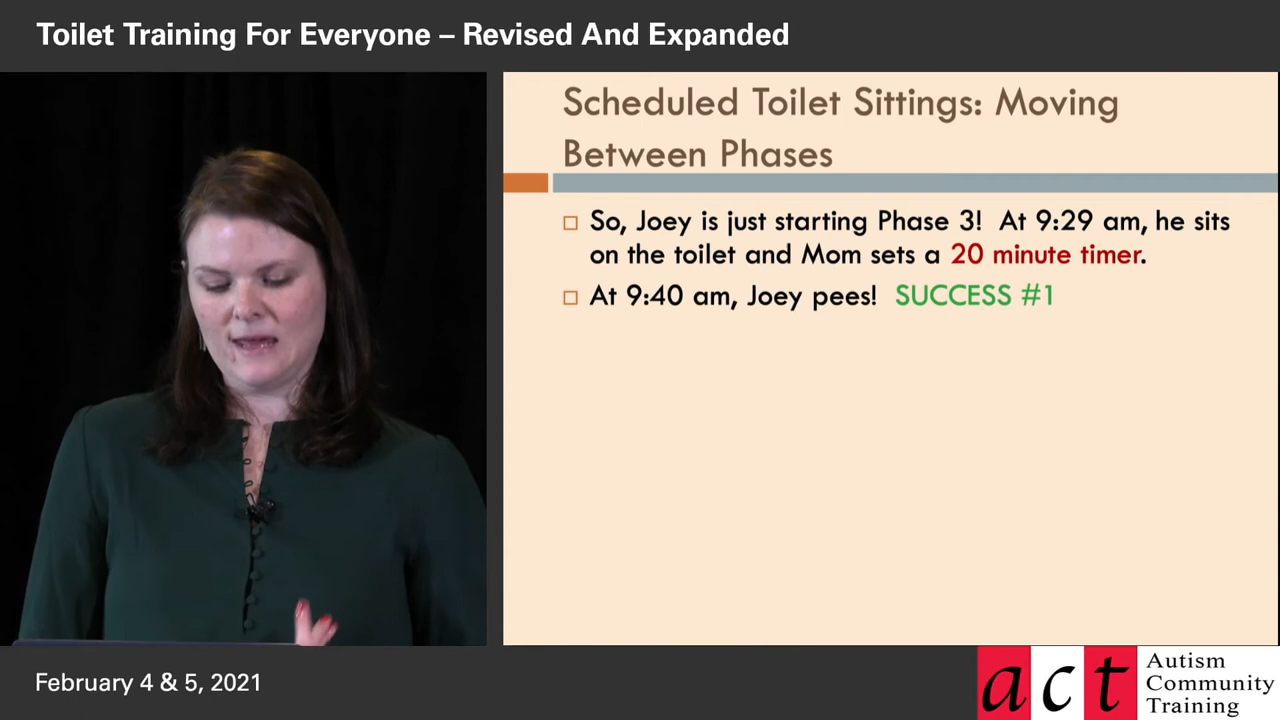 Toilet Training For Everyone – Revised And Expanded
Scheduled Toilet Sittings: Moving
Between Phases
So, Joey is just starting Phase 3! At 9:29 am, he sits
on the toilet and Mom sets a 20 minute timer.
At 9:40 am, Joey pees! SUCCESS #1
February 4 & 5, 2021
act
Autism
Community
Training